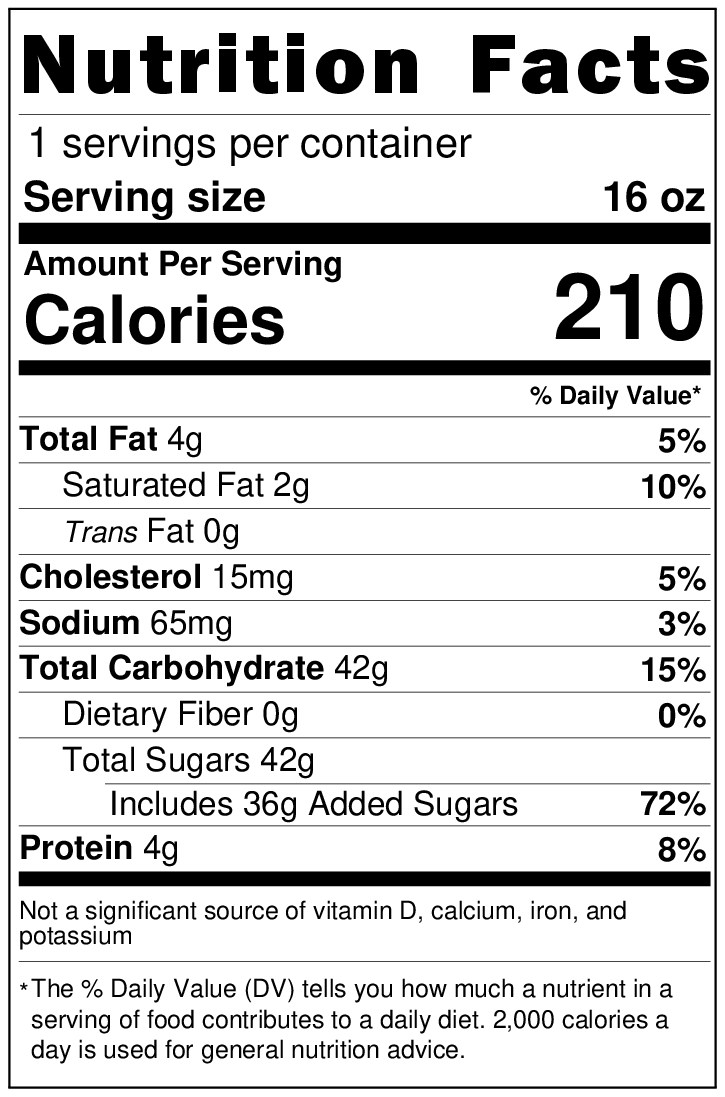 Nutrition Facts
1 servings per container
Serving size 16 oz
Amount Per Serving
Calories 210
% Daily Value*
Total Fat 4g 5%
Saturated Fat 2g 10%
Trans Fat 0g
Cholesterol 15mg 5%
Sodium 65mg 3%
Total Carbohydrate 42g 15%
Dietary Fiber 0g 0%
Total Sugars 42g
Includes 36g Added Sugars 72%
Protein 4g 8%
Not a significant source of vitamin D, calcium, iron, and
potassium
*The % Daily Value (DV) tells you how much a nutrient in a
serving of food contributes to a daily diet. 2,000 calories a
day is used for general nutrition advice.